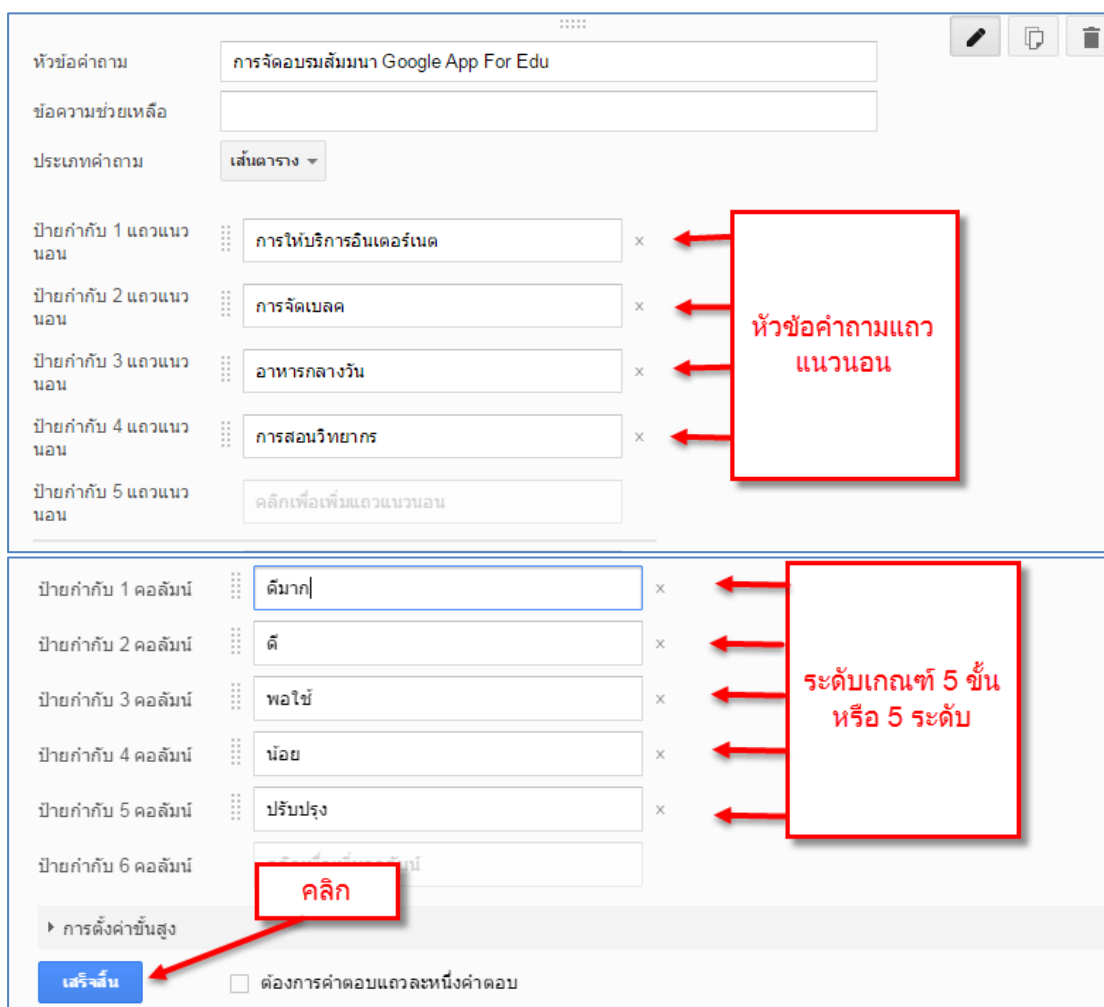 หัวข้อคำถาม
การจัดอบรมสัมมนา Google App For Edu
ข้อความช่วยเหลือ
ประเภทคำถาม
เส้นตาราง
ป้ายกำกับ 1 แถวแนว
นอน
การให้บริการอินเตอร์เนต
ป้ายกำกับ 2 แถวแนว
นอน
การจัดเบลค
ป้ายกำกับ 3 แถวแนว
นอน
อาหารกลางวัน
ป้ายกำกับ 4 แถวแนว
นอน
การสอนวิทยากร
ป้ายกำกับ 5 แถวแนว
นอน
คลิกเพื่อเพิ่มแถวแนวนอน
หัวข้อคำถามแถว
แนวนอน
ป้ายกำกับ 1 คอลัมน์
ดีมาก
ป้ายกำกับ 2 คอลัมน์
ดี
ป้ายกำกับ 3 คอลัมน์
พอใช้
ป้ายกำกับ 4 คอลัมน์
น้อย
ป้ายกำกับ 5 คอลัมน์
ปรับปรุง
ป้ายกำกับ 6 คอลัมน์
ระดับเกณฑ์ 5 ขั้น
หรือ 5 ระดับ
คลิก
การตั้งค่าขั้นสูง
เสร็จสิ้น
ต้องการคำตอบแถวละหนึ่งคำตอบ